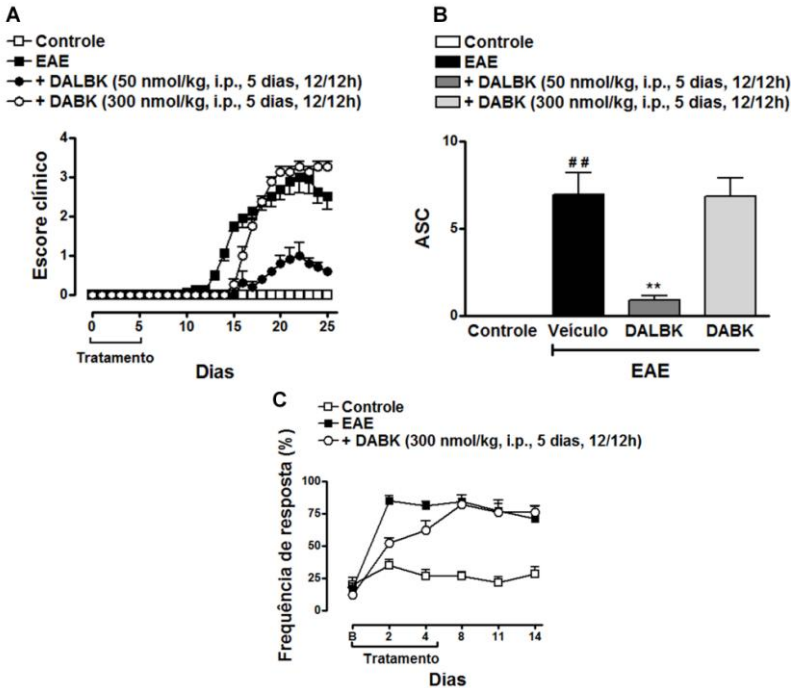 A
Controle
EAE
+ DALBK (50 nmol/kg, i.p., 5 dias, 12/12h)
+ DABK (300 nmol/kg, i.p., 5 dias, 12/12h)
Escore clínico
4
3
2
1
0
0 5 10 15 20 25
Tratamento
Dias
B
Controle
EAE
+ DALBK (50 nmol/kg, i.p., 5 dias, 12/12h)
+ DABK (300 nmol/kg, i.p., 5 dias, 12/12h)
ASC
10
5
0
##
**
Controle Veículo DALBK DABK
EAE
C
Controle
EAE
+ DABK (300 nmol/kg, i.p., 5 dias, 12/12h)
Frequência de resposta (%)
100
75
50
25
0
B 2 4 8 11 14
Tratamento
Dias